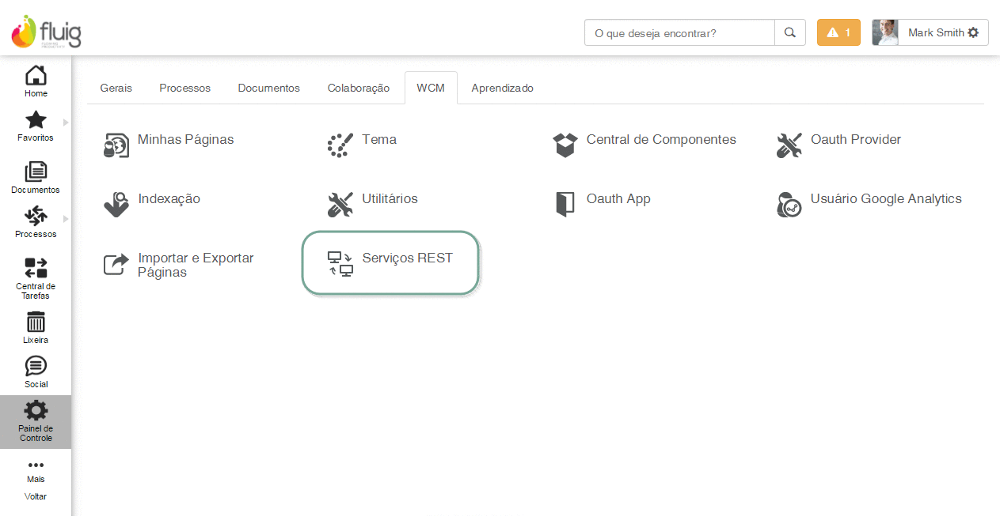 fluig
O que deseja encontrar?
1
Mark Smith
Home
Favoritos
Documentos
Processos
Central de
Tarefas
Lixeira
Social
Painel de
Controle
Mais
Voltar
Gerais
Processos
Documentos
Colaboração
WCM
Aprendizado
Minhas Páginas
Tema
Central de Componentes
Oauth Provider
Indexação
Utilitários
Oauth App
Usuário Google Analytics
Importar e Exportar
Páginas
Serviços REST